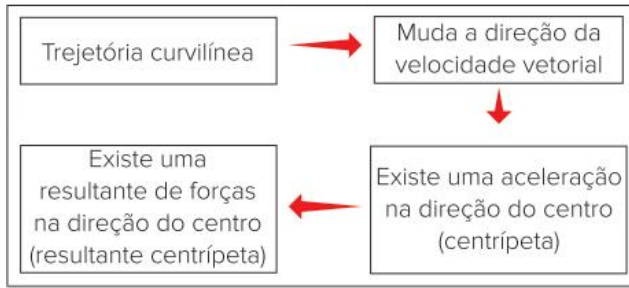 Trejetória curvilínea
Muda a direção da
velocidade vetorial
Existe uma aceleração
na direção do centro
(centrípeta)
Existe uma
resultante de forças
na direção do centro
(resultante centrípeta)